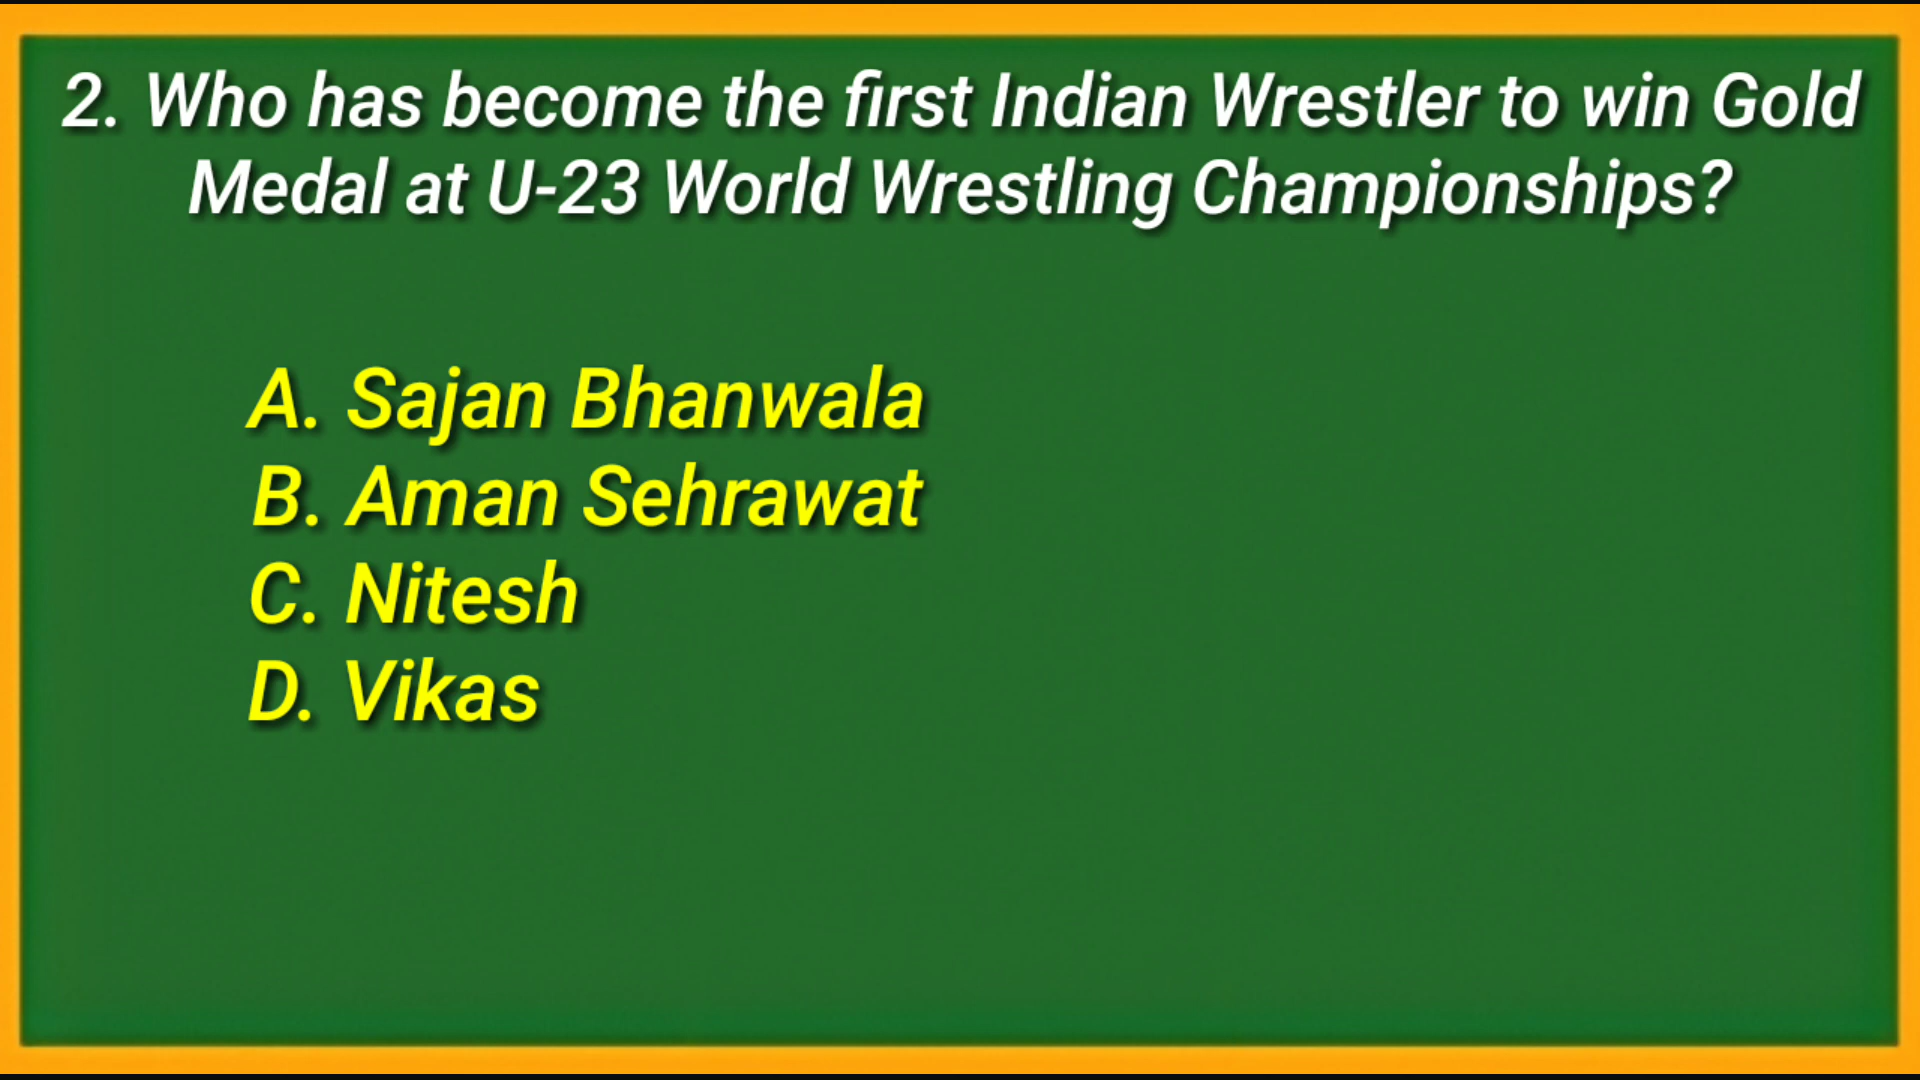 2. Who has become the first Indian Wrestler to win Gold
Medal at U-23 World Wrestling Championships?
A. Sajan Bhanwala
B. Aman Sehrawat
C. Nitesh
D. Vikas